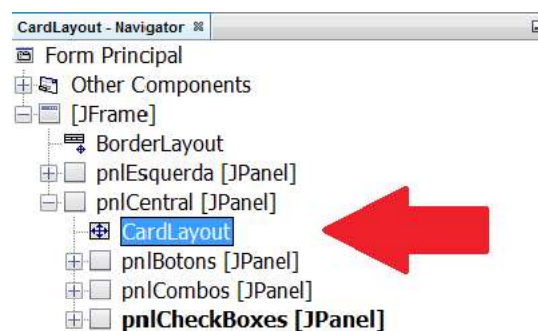 CardLayout - Navigator
Form Principal
Other Components
[JFrame]
BorderLayout
pnlEsquerda [JPanel]
pnlCentral [JPanel]
CardLayout
pnlBotons [JPanel]
pnlCombos [JPanel]
pnlCheckBoxes [JPanel]